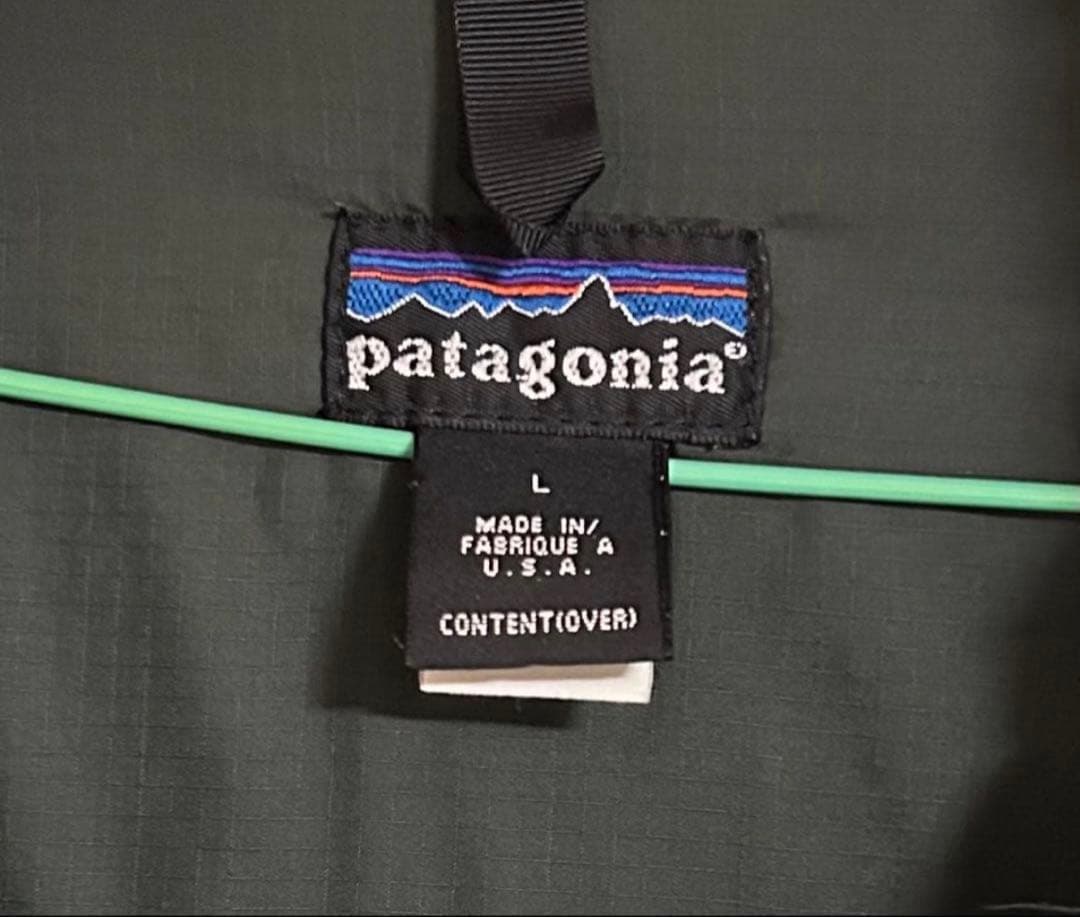 patagonia®
L
MADE IN/
FABRIQUE A
U.S.A.
CONTENT(OVER)